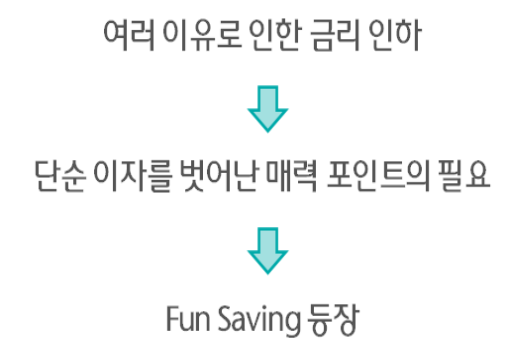 여러 이유로 인한 금리 인하
단순 이자를 벗어난 매력 포인트의 필요
Fun Saving 등장